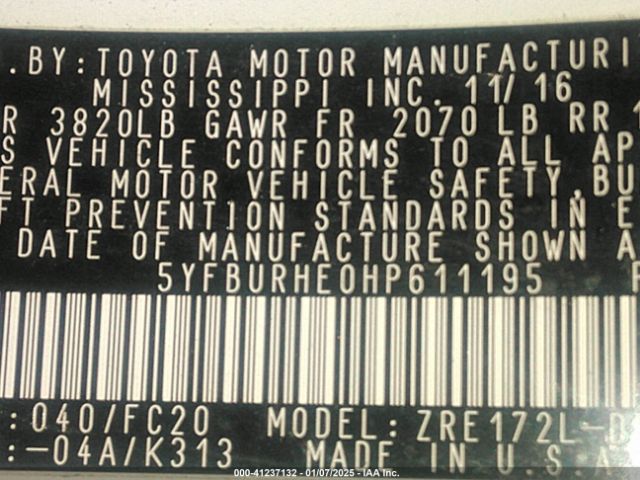 . BY: TOYOTA MOTOR MANUFACTURI
MISSISSIPPI INC. 11/16
R 3820LB GAWR FR 2070 LB RR
S VEHICLE CONFORMS TO ALL AP
ERAL MOTOR VEHICLE SAFETY, BU
FT PREVENTION STANDARDS IN E
DATE OF MANUFACTURE SHOWN A
5YFBURHE0HP611195
:040/FC20 MODEL: ZRE172L-D
:-04A/K313 MADE IN U.S.A
000-41237132 - 01/07/2025 - IAA Inc.